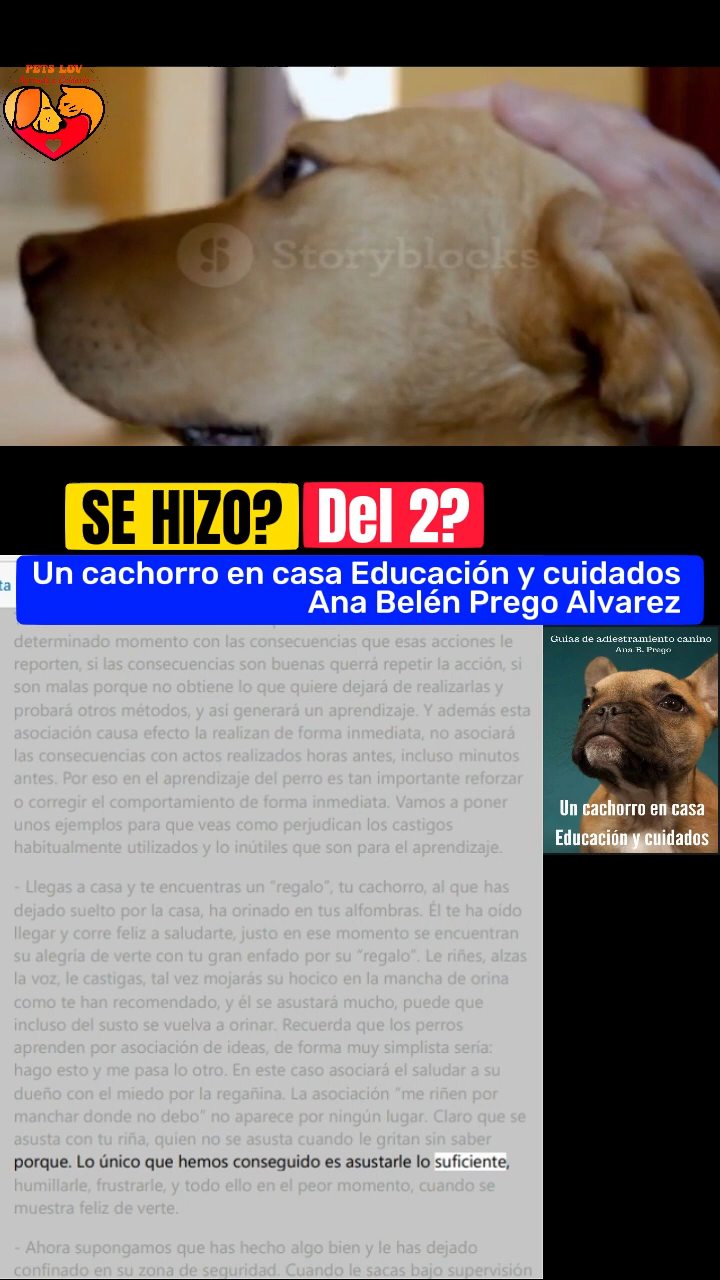 PETS LOV
Storyblocks
SE HIZO? Del 2?
ta
Un cachorro en casa Educación y cuidados
Ana Belén Prego Alvarez
determinado momento con las consecuencias que esas acciones le
reporten, si las consecuencias son buenas querrá repetir la acción, si
son malas porque no obtiene lo que quiere dejará de realizarlas y
probará otros métodos, y así generará un aprendizaje. Y además esta
asociación causa efecto la realizan de forma inmediata, no asociará
las consecuencias con actos realizados horas antes, incluso minutos
antes. Por eso en el aprendizaje del perro es tan importante reforzar
o corregir el comportamiento de forma inmediata. Vamos a poner
unos ejemplos para que veas como perjudican los castigos
habitualmente utilizados y lo inútiles que son para el aprendizaje.
- Llegas a casa y te encuentras un "regalo", tu cachorro, al que has
dejado suelto por la casa, ha orinado en tus alfombras. Él te ha oído
llegar y corre feliz a saludarte, justo en ese momento se encuentran
su alegría de verte con tu gran enfado por su "regalo". Le riñes, alzas
la voz, le castigas, tal vez mojarás su hocico en la mancha de orina
como te han recomendado, y él se asustará mucho, puede que
incluso del susto se vuelva a orinar. Recuerda que los perros
aprenden por asociación de ideas, de forma muy simplista sería:
hago esto y me pasa lo otro. En este caso asociará el saludar a su
dueño con el miedo por la regañina. La asociación "me riñen por
manchar donde no debo" no aparece por ningún lugar. Claro que se
asusta con tu riña, quien no se asusta cuando le gritan sin saber
porque. Lo único que hemos conseguido es asustarle lo suficiente,
humillarle, frustrarle, y todo ello en el peor momento, cuando se
muestra feliz de verte.
- Ahora supongamos que has hecho algo bien y le has dejado
confinado en su zona de seguridad. Cuando le sacas bajo supervisión
Guias de adiestramiento canino
Ana B. Prego
Un cachorro en casa
Educación y cuidados